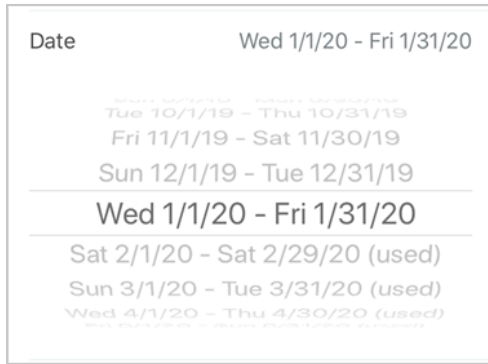 Date Wed 1/1/20 - Fri 1/31/20
Tue 10/1/19 - Thu 10/31/19
Fri 11/1/19 - Sat 11/30/19
Sun 12/1/19 - Tue 12/31/19
Wed 1/1/20 - Fri 1/31/20
Sat 2/1/20 - Sat 2/29/20 (used)
Sun 3/1/20 - Tue 3/31/20 (used)
Wed 4/1/20 - Thu 4/30/20 (used)